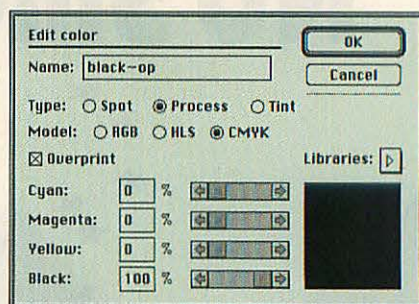 Edit color
OK
Name: black-op
Cancel
Type: Spot Process Tint
Model: RGB HLS CMYK
Overprint
Libraries:
Cyan: 0 %
Magenta: 0 %
Yellow: 0 %
Black: 100 %